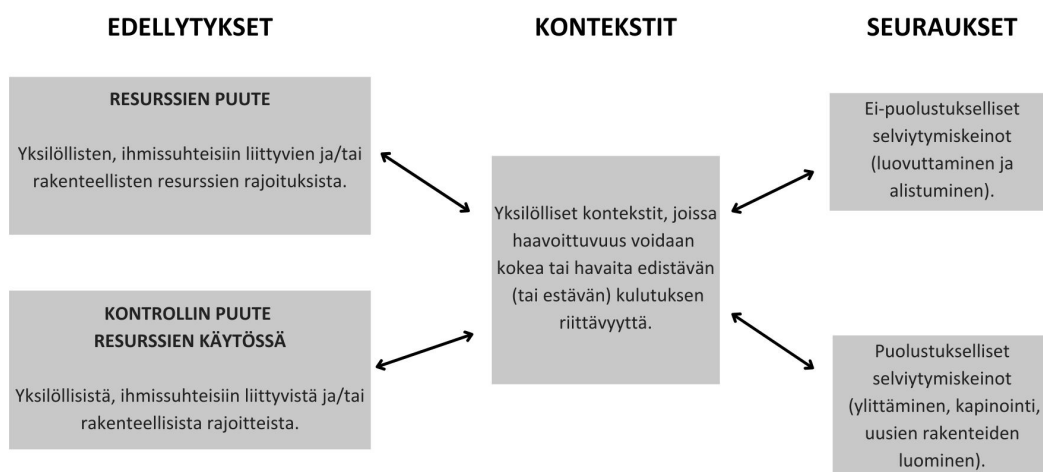 EDELLYTYKSET
KONTEKSTIT
SEURAUKSET
RESURSSIEN PUUTE
Yksilöllisten, ihmissuhteisiin liittyvien ja/tai
rakenteellisten resurssien rajoituksista.
KONTROLLIN PUUTE
RESURSSIEN KÄYTÖSSÄ
Yksilöllisistä, ihmissuhteisiin liittyvistä ja/tai
rakenteellisista rajoitteista.
Yksilölliset kontekstit, joissa
haavoittuvuus voidaan
kokea tai havaita edistävän
(tai estävän) kulutuksen
riittävyyttä.
Ei-puolustukselliset
selviytymiskeinot
(luovuttaminen ja
alistuminen).
Puolustukselliset
selviytymiskeinot
(ylittäminen, kapinointi,
uusien rakenteiden
luominen).